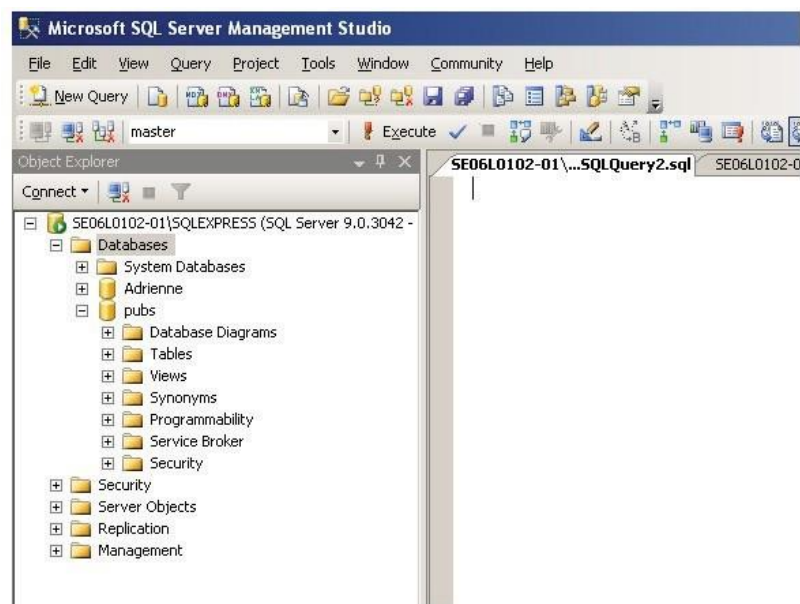 Microsoft SQL Server Management Studio
File Edit View Query Project Tools Window Community Help
New Query
master Execute
Object Explorer
SE06L0102-01\...SQLQuery2.sql SE06L0102-0
Connect
SE06L0102-01\SQLEXPRESS (SQL Server 9.0.3042 -
Databases
System Databases
Adrienne
pubs
Database Diagrams
Tables
Views
Synonyms
Programmability
Service Broker
Security
Security
Server Objects
Replication
Management